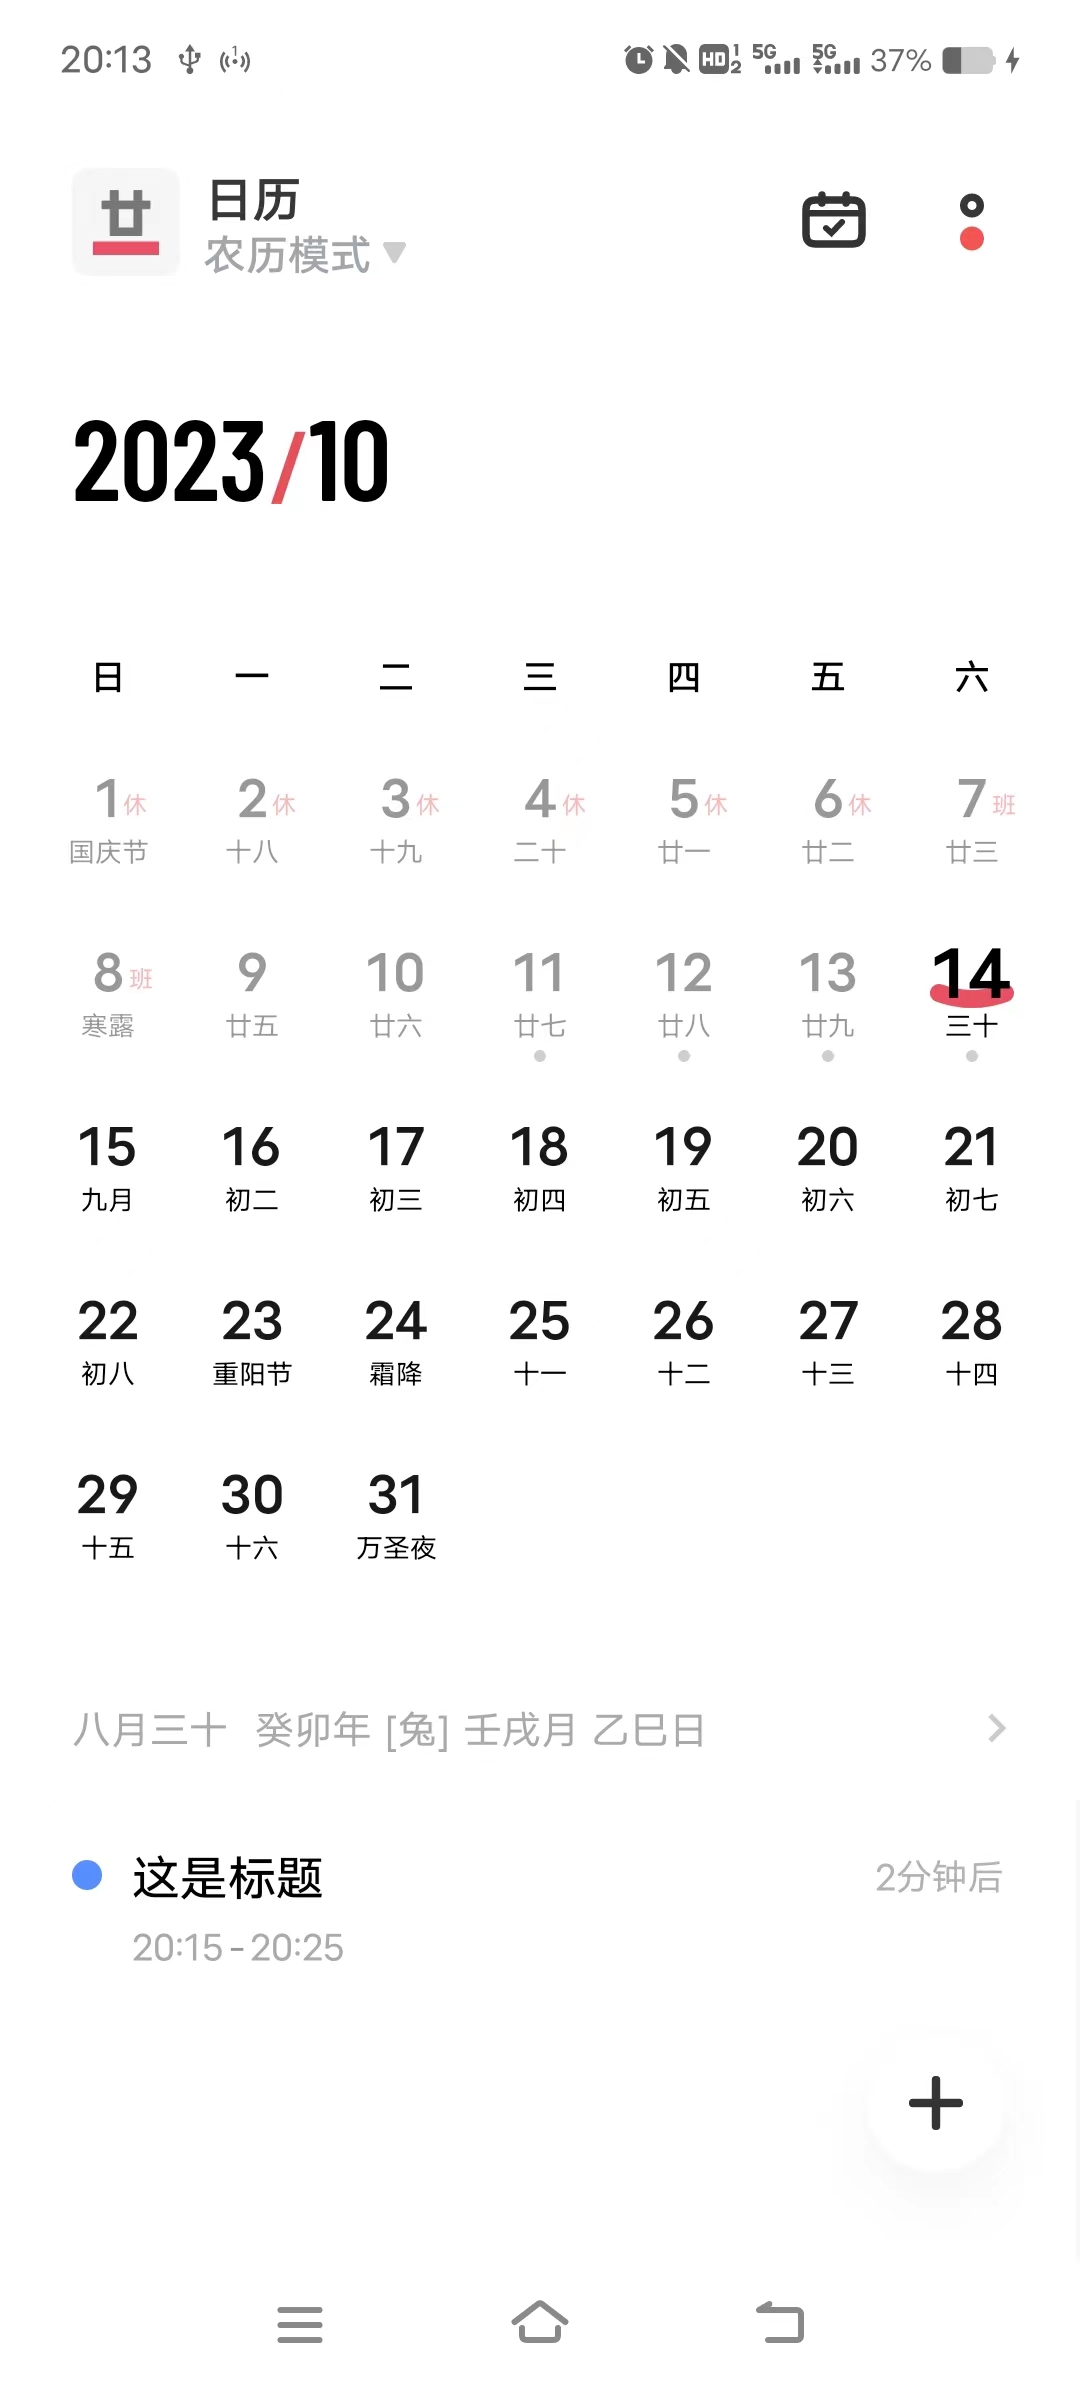 20:13 HD 1 2 5G 5G 37%
廿 日历
农历模式
2023/10
日 一 二 三 四 五 六
1休 2休 3休 4休 5休 6休 7班
国庆节 十八 十九 二十 廿一 廿二 廿三
8班 9 10 11 12 13 14
寒露 廿五 廿六 廿七 廿八 廿九 三十
15 16 17 18 19 20 21
九月 初二 初三 初四 初五 初六 初七
22 23 24 25 26 27 28
初八 重阳节 霜降 十一 十二 十三 十四
29 30 31
十五 十六 万圣夜
八月三十 癸卯年 [兔] 壬戌月 乙巳日
这是标题 2分钟后
20:15 - 20:25